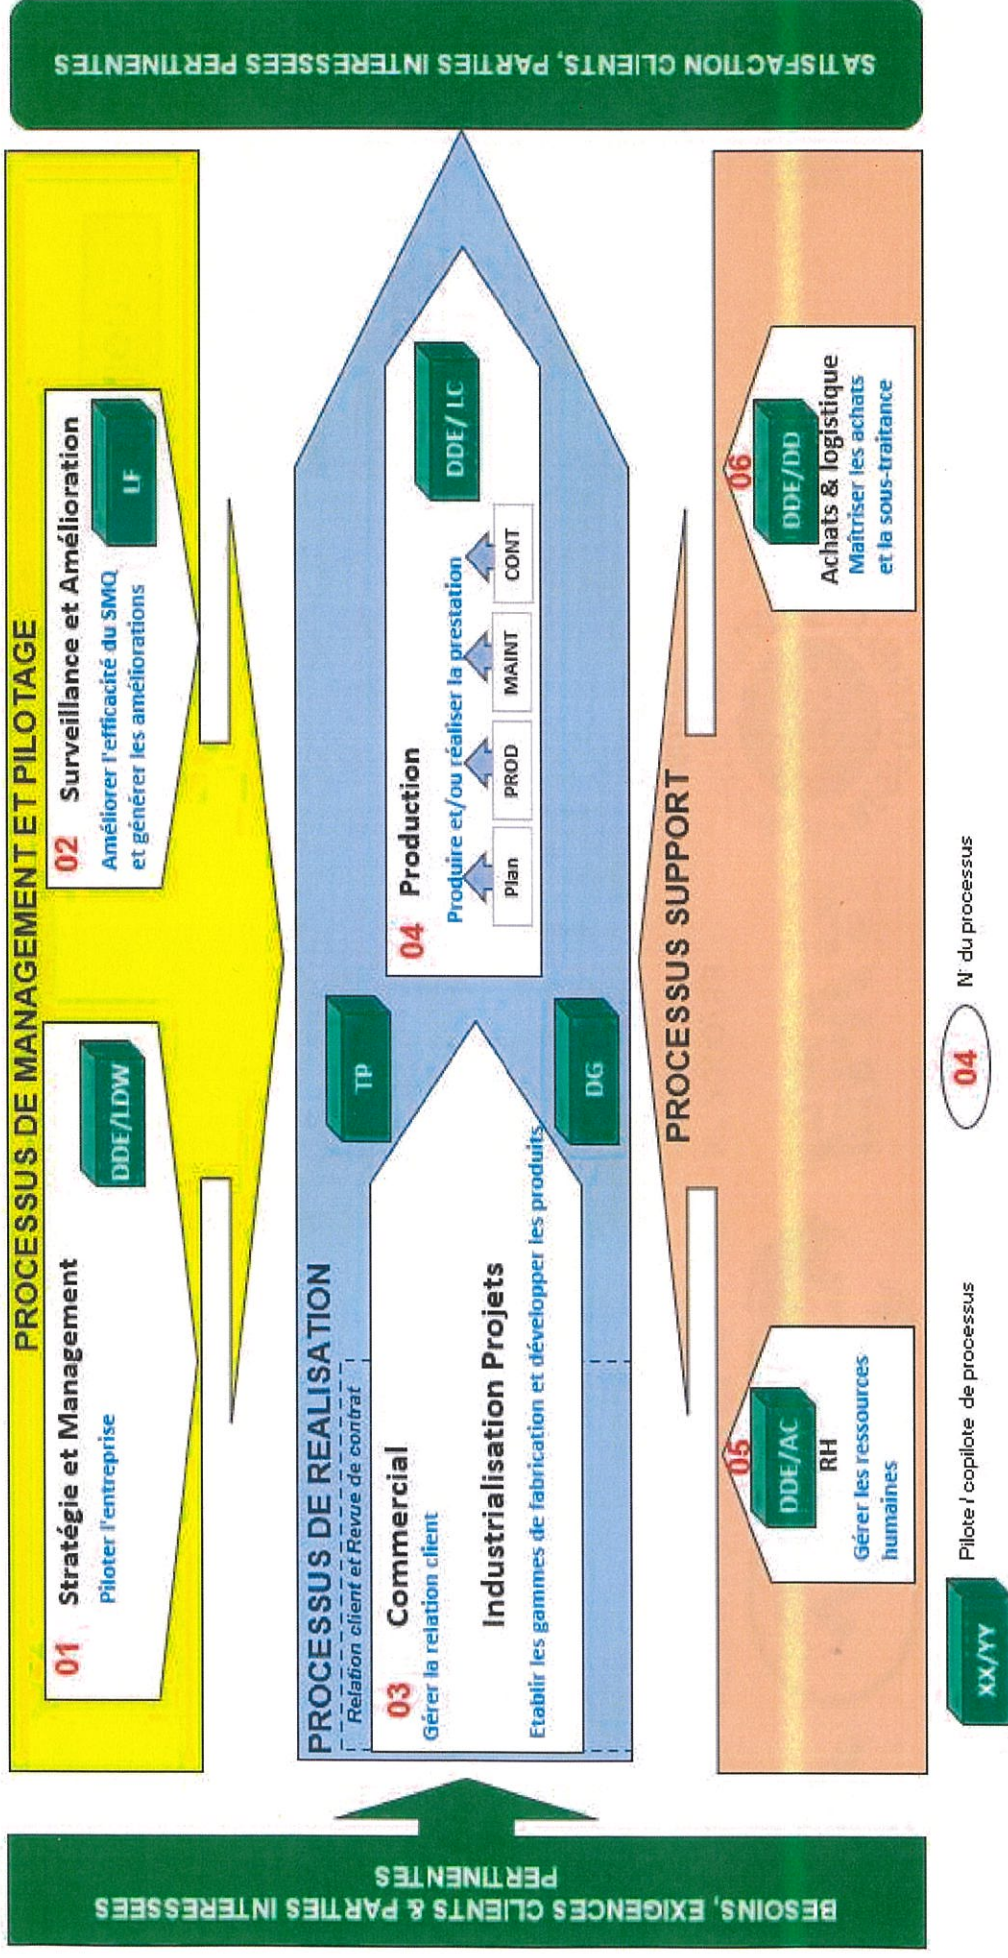 BESOINS, EXIGENCES CLIENTS & PARTIES INTERESSEES
PERTINENTES
PROCESSUS DE MANAGEMENT ET PILOTAGE
01 Stratégie et Management
Piloter l'entreprise
DDE/LDW
02 Surveillance et Amélioration
Améliorer l'efficacité du SMQ
et générer les améliorations
LF
PROCESSUS DE REALISATION
Relation client et Revue de contrat
03 Commercial
Gérer la relation client
Industrialisation Projets
Etablir les gammes de fabrication et développer les produits
TP
DG
04 Production
Produire et/ou réaliser la prestation
Plan
PROD
MAINT
CONT
DDE/ LC
PROCESSUS SUPPORT
05
DDE/AC
RH
Gérer les ressources
humaines
06
DDE/DD
Achats & logistique
Maîtriser les achats
et la sous-traitance
SATISFACTION CLIENTS, PARTIES INTERESSEES PERTINENTES
XX/YY
Pilote / copilote de processus
04
N° du processus